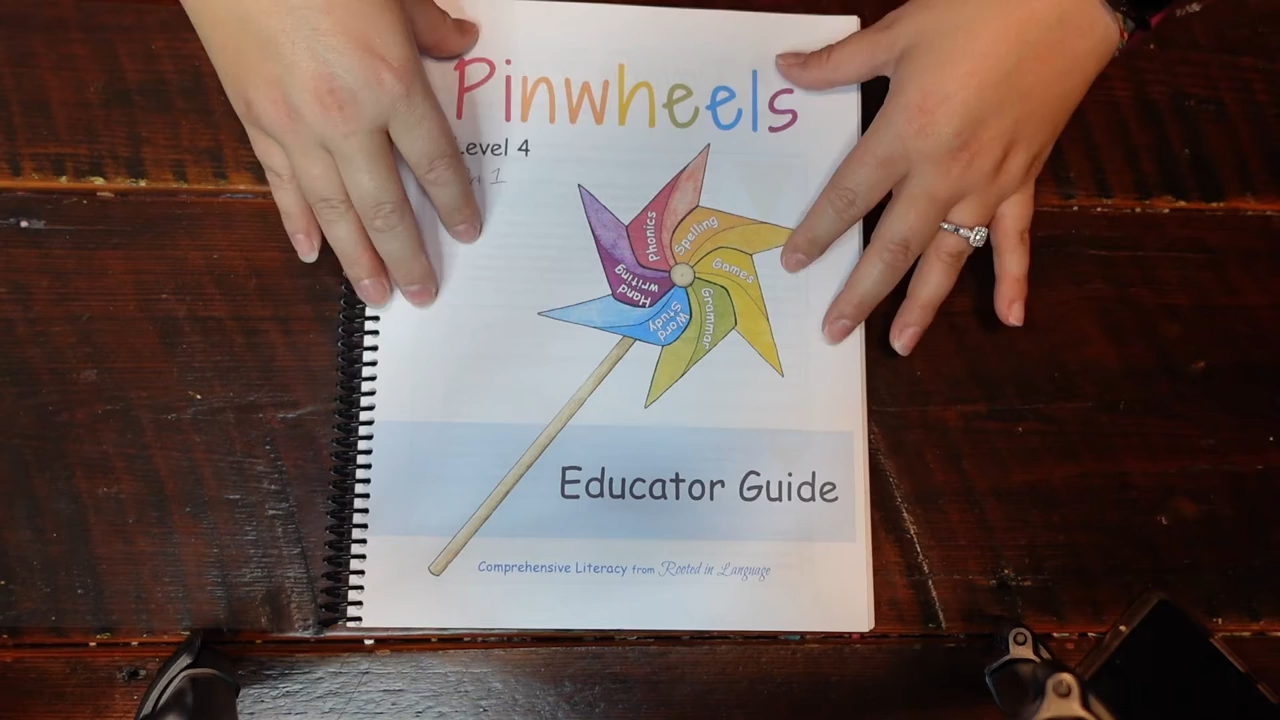 Pinwheels
Level 4
1
Phonics
Spelling
Games
Grammar
Word
Study
Hand
writing
Educator Guide
Comprehensive Literacy from Rooted in Language